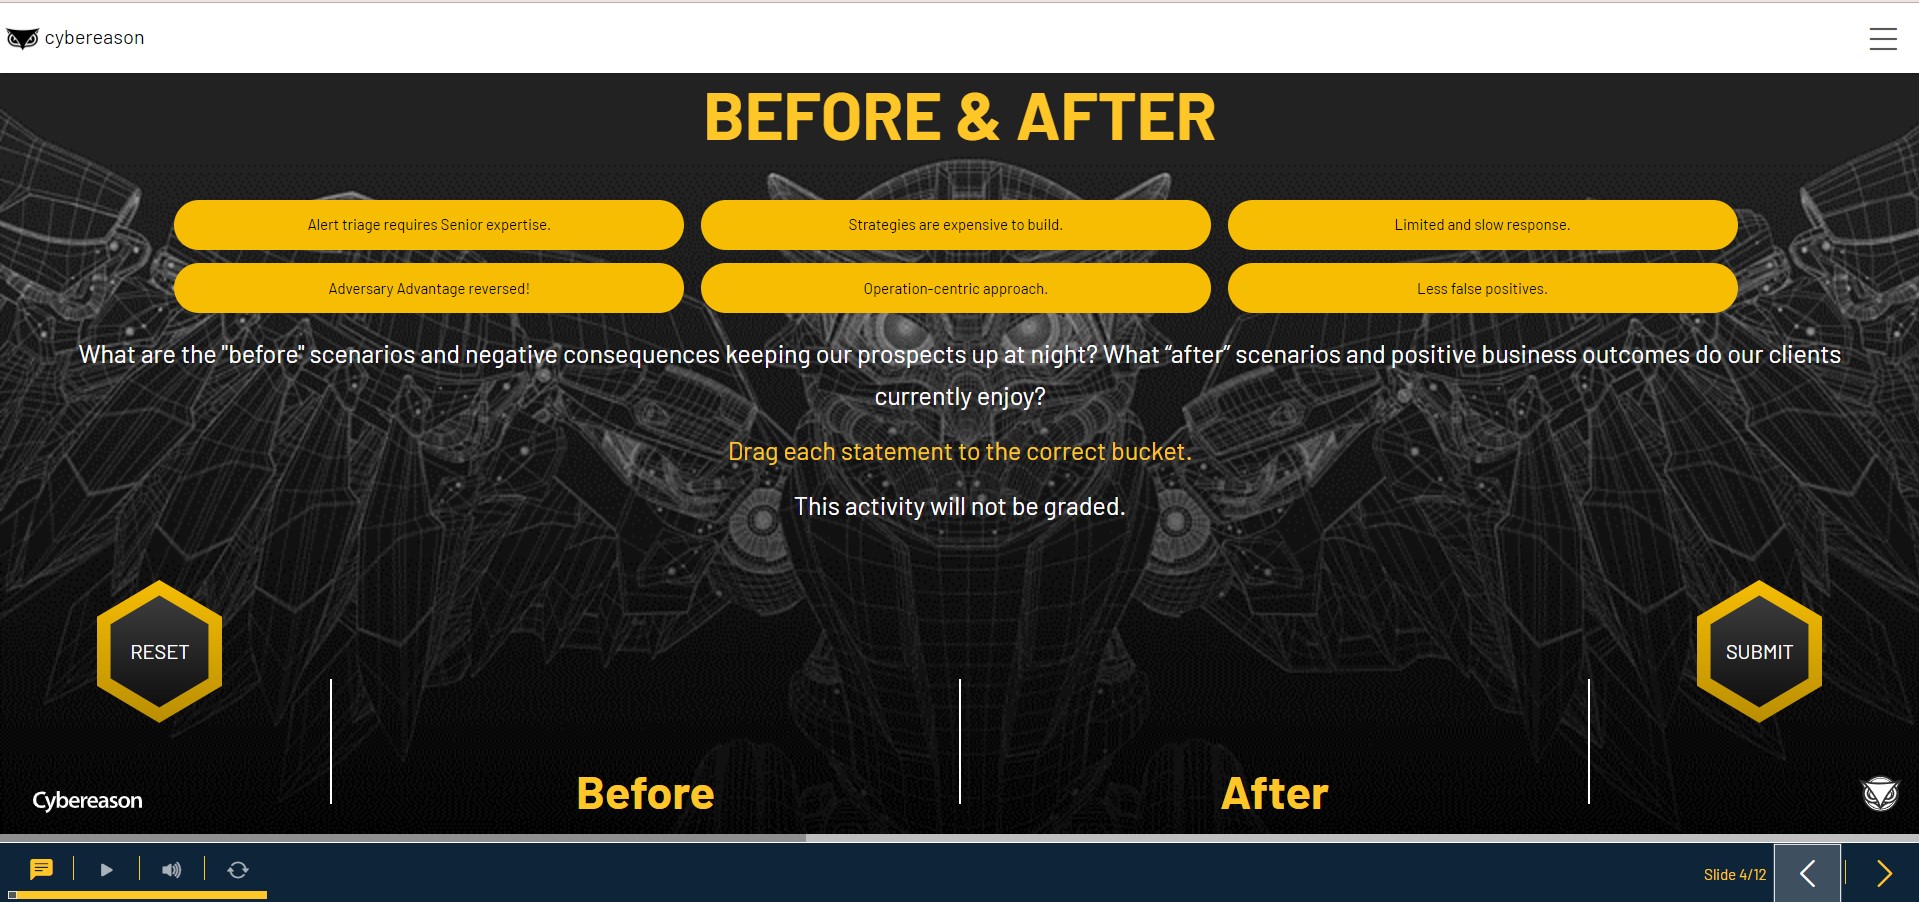 cybereason
BEFORE & AFTER
Alert triage requires Senior expertise.
Strategies are expensive to build.
Limited and slow response.
Adversary Advantage reversed!
Operation-centric approach.
Less false positives.
What are the "before" scenarios and negative consequences keeping our prospects up at night? What “after” scenarios and positive business outcomes do our clients
currently enjoy?
Drag each statement to the correct bucket.
This activity will not be graded.
RESET
SUBMIT
Before
After
Cybereason
Slide 4/12